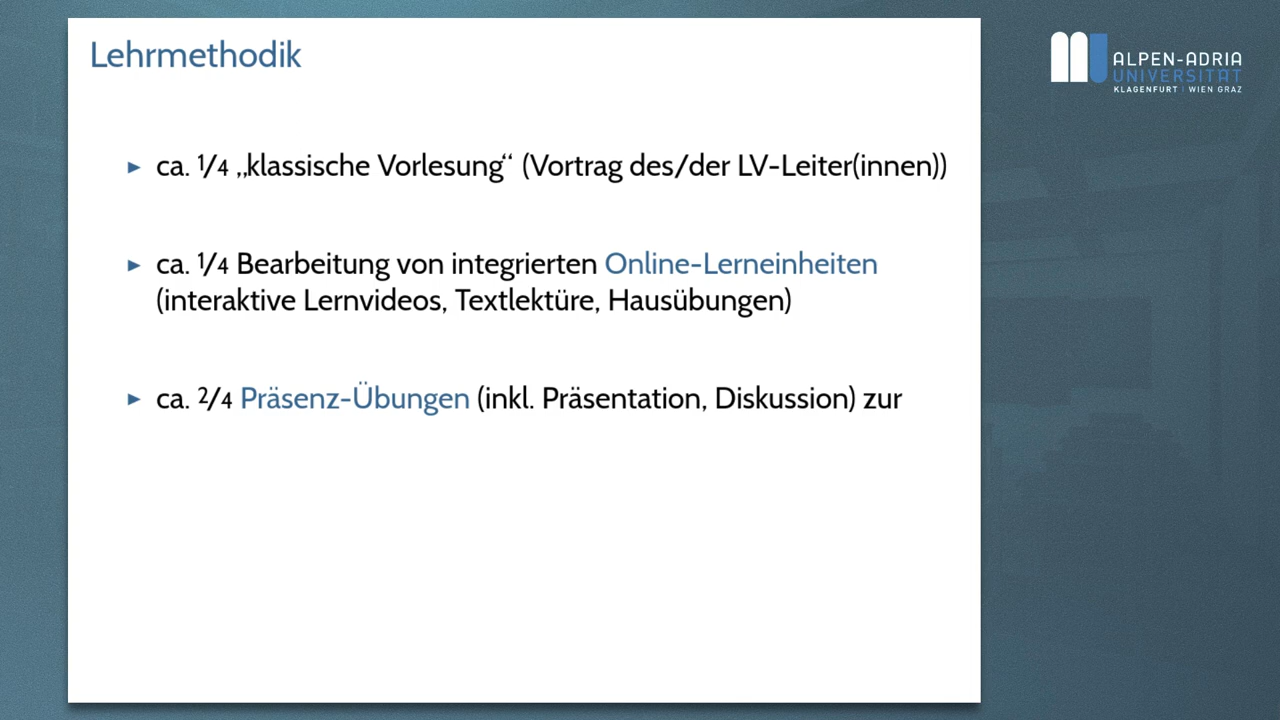 Lehrmethodik
ALPEN-ADRIA
UNIVERSITÄT
KLAGENFURT | WIEN GRAZ
► ca. 1/4 „klassische Vorlesung“ (Vortrag des/der LV-Leiter(innen))
► ca. 1/4 Bearbeitung von integrierten Online-Lerneinheiten
(interaktive Lernvideos, Textlektüre, Hausübungen)
► ca. 2/4 Präsenz-Übungen (inkl. Präsentation, Diskussion) zur